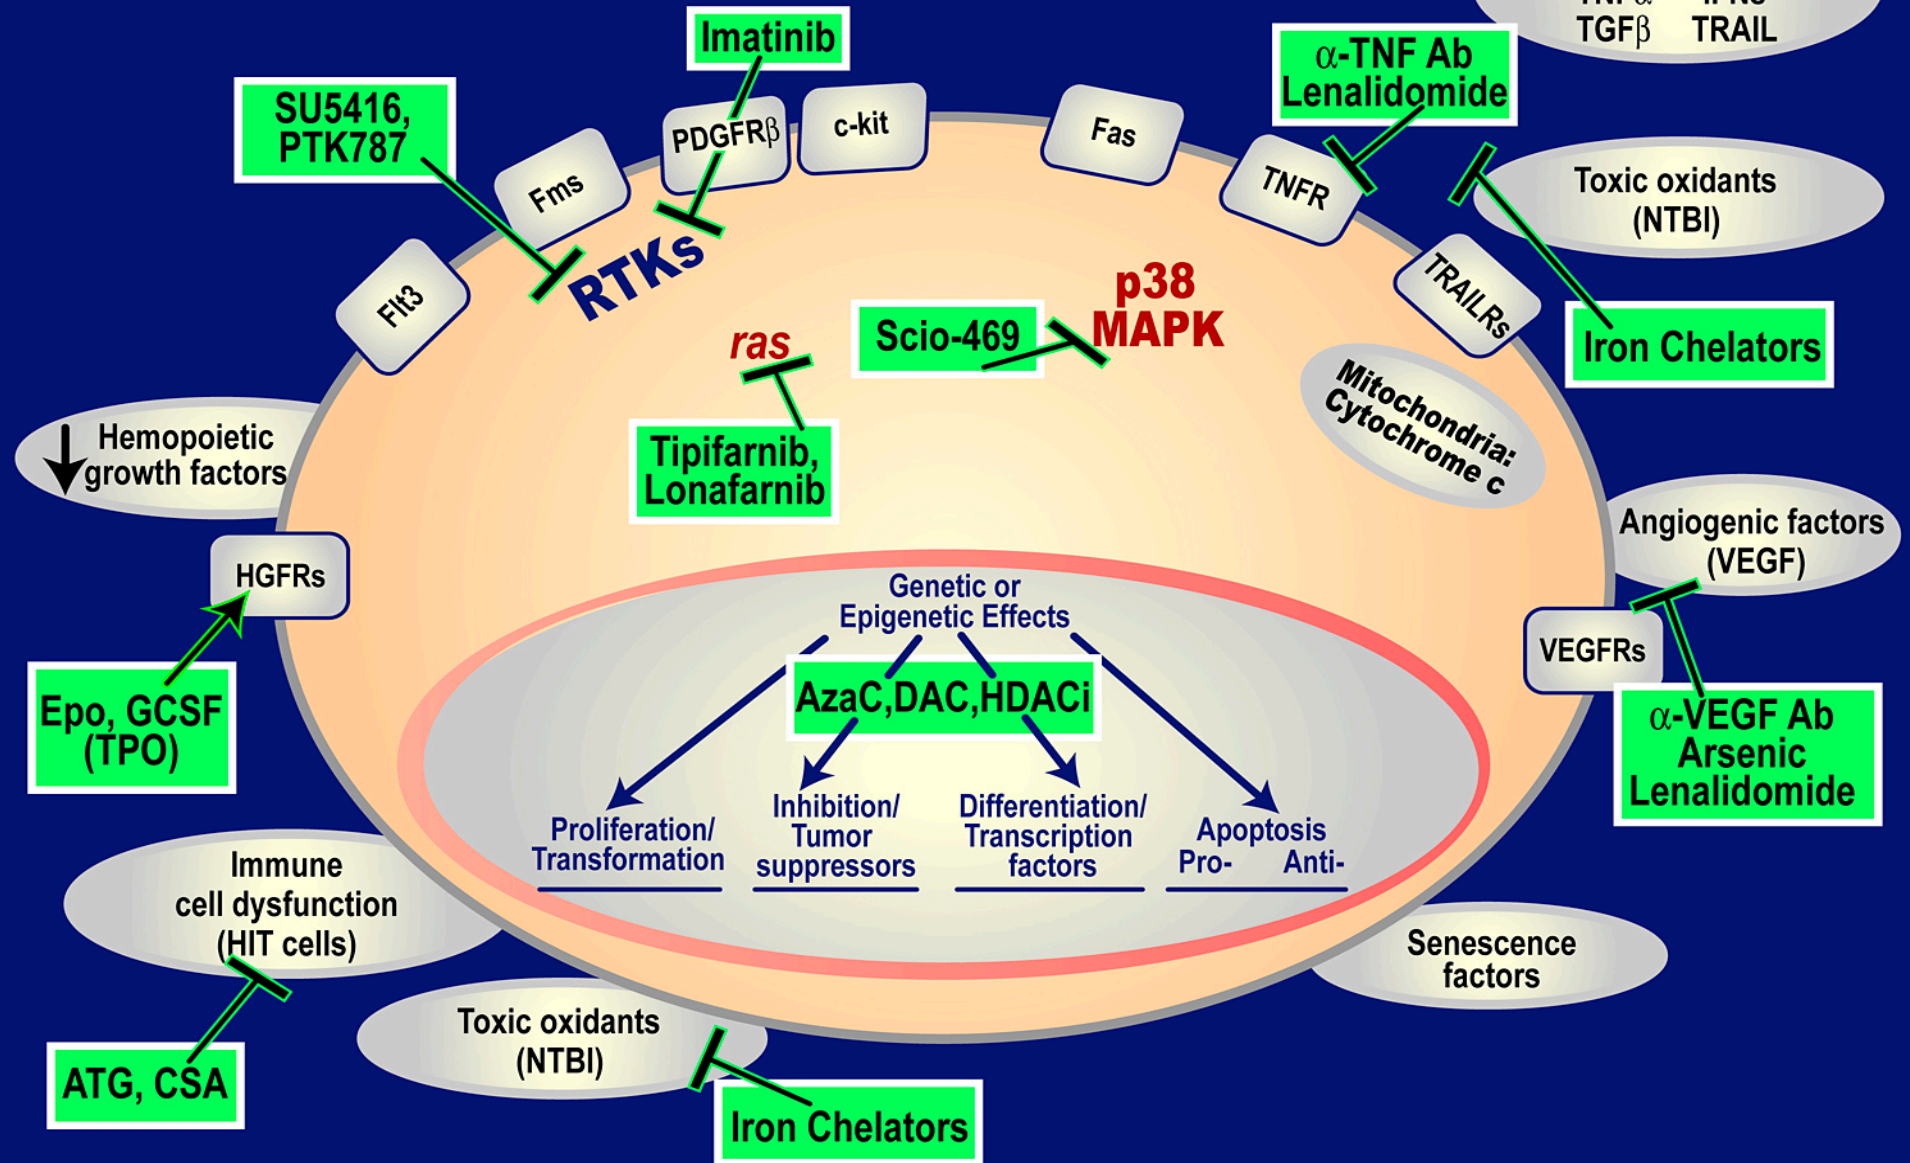 TNFα IFNs
TGFβ TRAIL
Imatinib
α-TNF Ab
Lenalidomide
SU5416,
PTK787
PDGFRβ
c-kit
Fas
Fms
TNFR
Toxic oxidants
(NTBI)
Flt3
RTKs
TRAILRs
p38
MAPK
ras
Scio-469
Iron Chelators
Mitochondria:
Cytochrome c
Hemopoietic
growth factors
Tipifarnib,
Lonafarnib
Angiogenic factors
(VEGF)
HGFRs
Genetic or
Epigenetic Effects
VEGFRs
Epo, GCSF
(TPO)
AzaC,DAC,HDACi
α-VEGF Ab
Arsenic
Lenalidomide
Proliferation/
Transformation
Inhibition/
Tumor
suppressors
Differentiation/
Transcription
factors
Apoptosis
Pro- Anti-
Immune
cell dysfunction
(HIT cells)
Senescence
factors
Toxic oxidants
(NTBI)
ATG, CSA
Iron Chelators